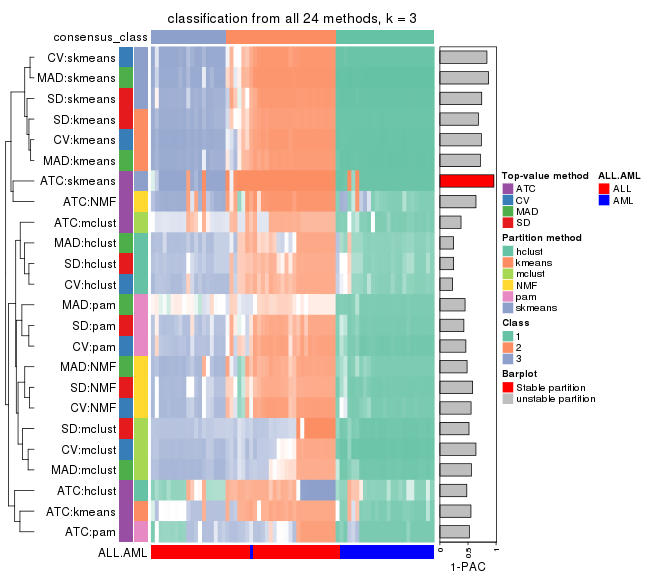 classification from all 24 methods, k = 3
consensus_class
CV:skmeans
MAD:skmeans
SD:skmeans
SD:kmeans
CV:kmeans
MAD:kmeans
ATC:skmeans
ATC:NMF
ATC:mclust
MAD:hclust
SD:hclust
CV:hclust
MAD:pam
SD:pam
CV:pam
MAD:NMF
SD:NMF
CV:NMF
SD:mclust
CV:mclust
MAD:mclust
ATC:hclust
ATC:kmeans
ATC:pam
ALL.AML
0
0.5
1
1-PAC
Top-value method
ATC
CV
MAD
SD
Partition method
hclust
kmeans
mclust
NMF
pam
skmeans
Class
1
2
3
Barplot
Stable partition
unstable partition
ALL.AML
ALL
AML